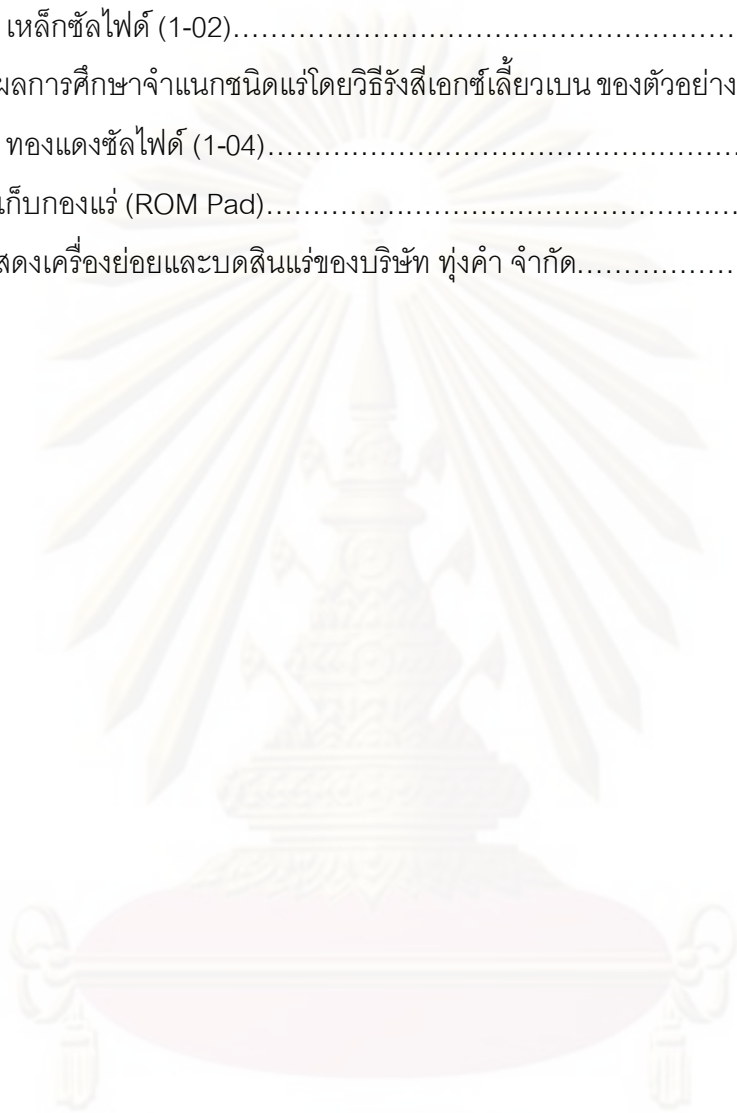 เหล็กซัลไฟด์ (1-02)……………………………………………………
ผลการศึกษาจำแนกชนิดแร่โดยวิธีรังสีเอกซ์เลี้ยวเบน ของตัวอย่าง
ทองแดงซัลไฟด์ (1-04)…………………………………………………
เก็บกองแร่ (ROM Pad)…………………………………………………
สดงเครื่องย่อยและบดสินแร่ของบริษัท ทุ่งคำ จำกัด………………